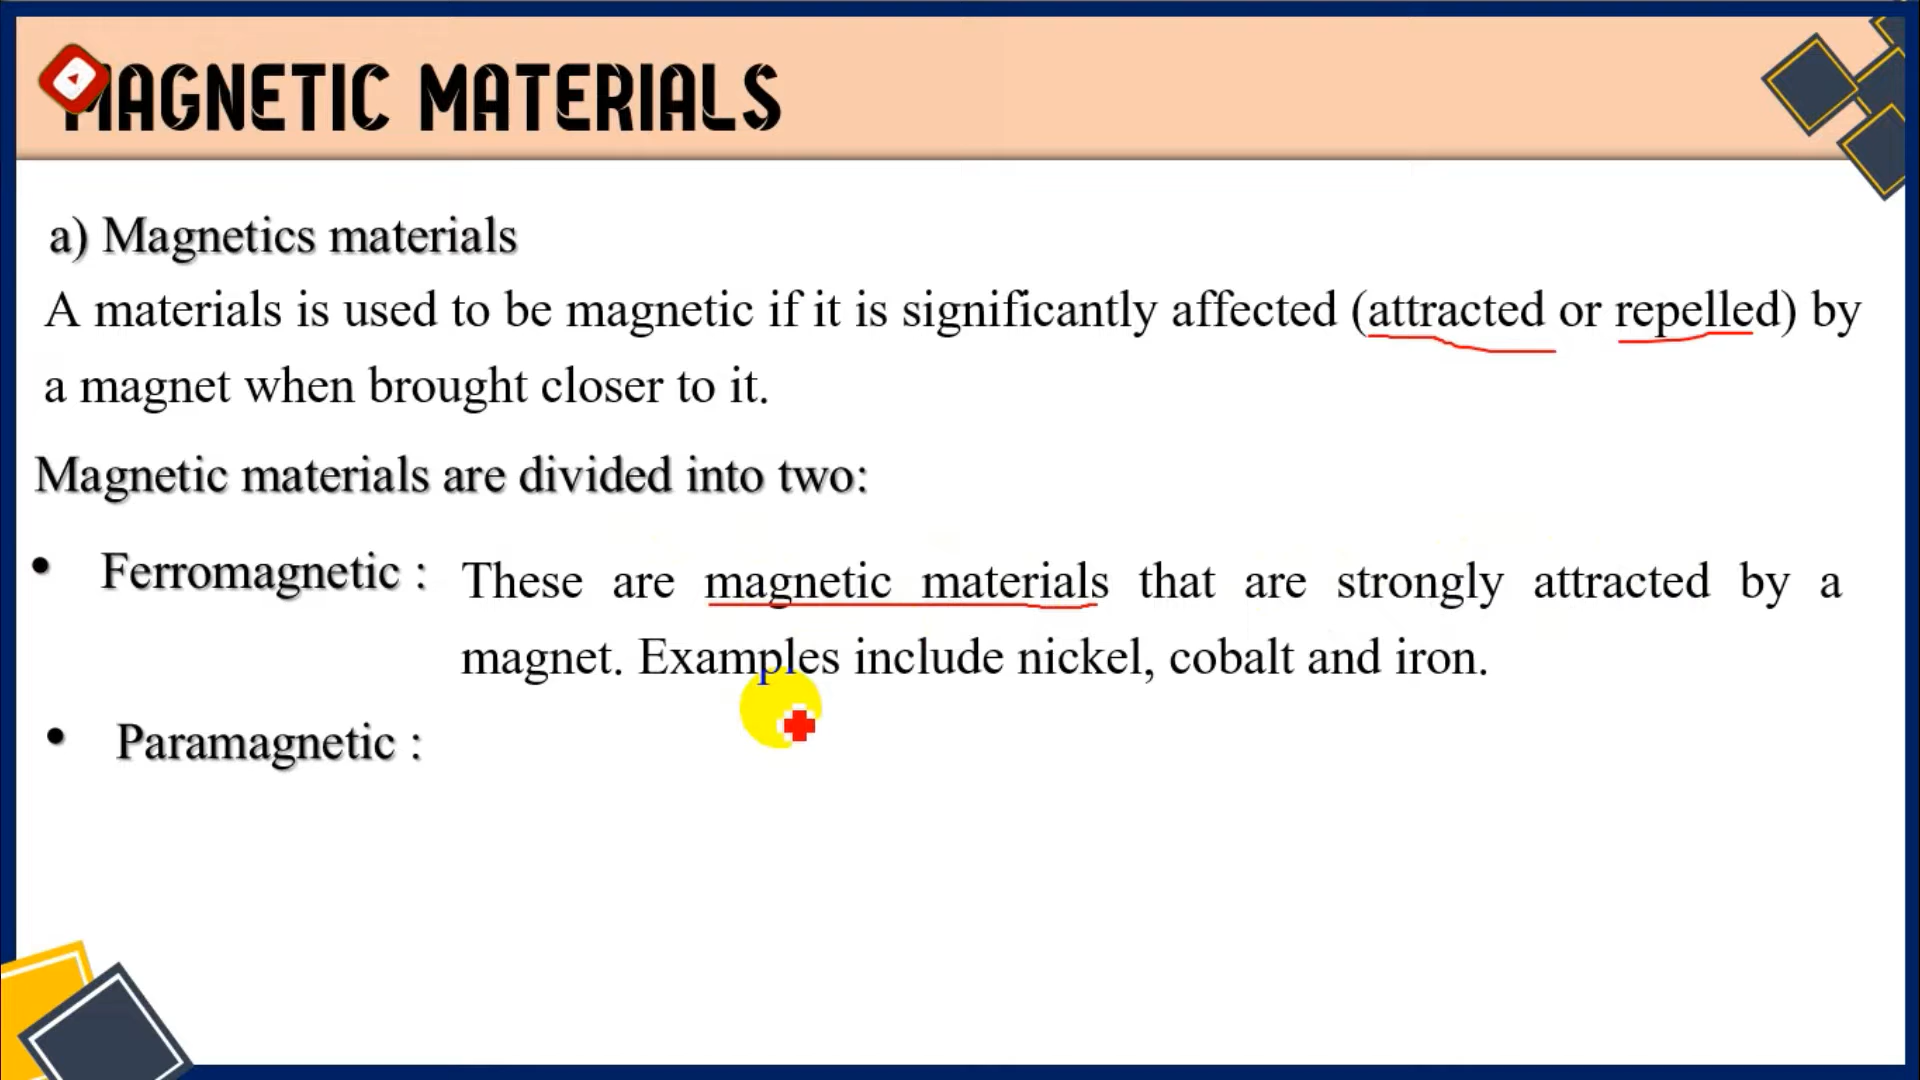 MAGNETIC MATERIALS
a) Magnetics materials
A materials is used to be magnetic if it is significantly affected (attracted or repelled) by
a magnet when brought closer to it.
Magnetic materials are divided into two:
• Ferromagnetic : These are magnetic materials that are strongly attracted by a
magnet. Examples include nickel, cobalt and iron.
• Paramagnetic :